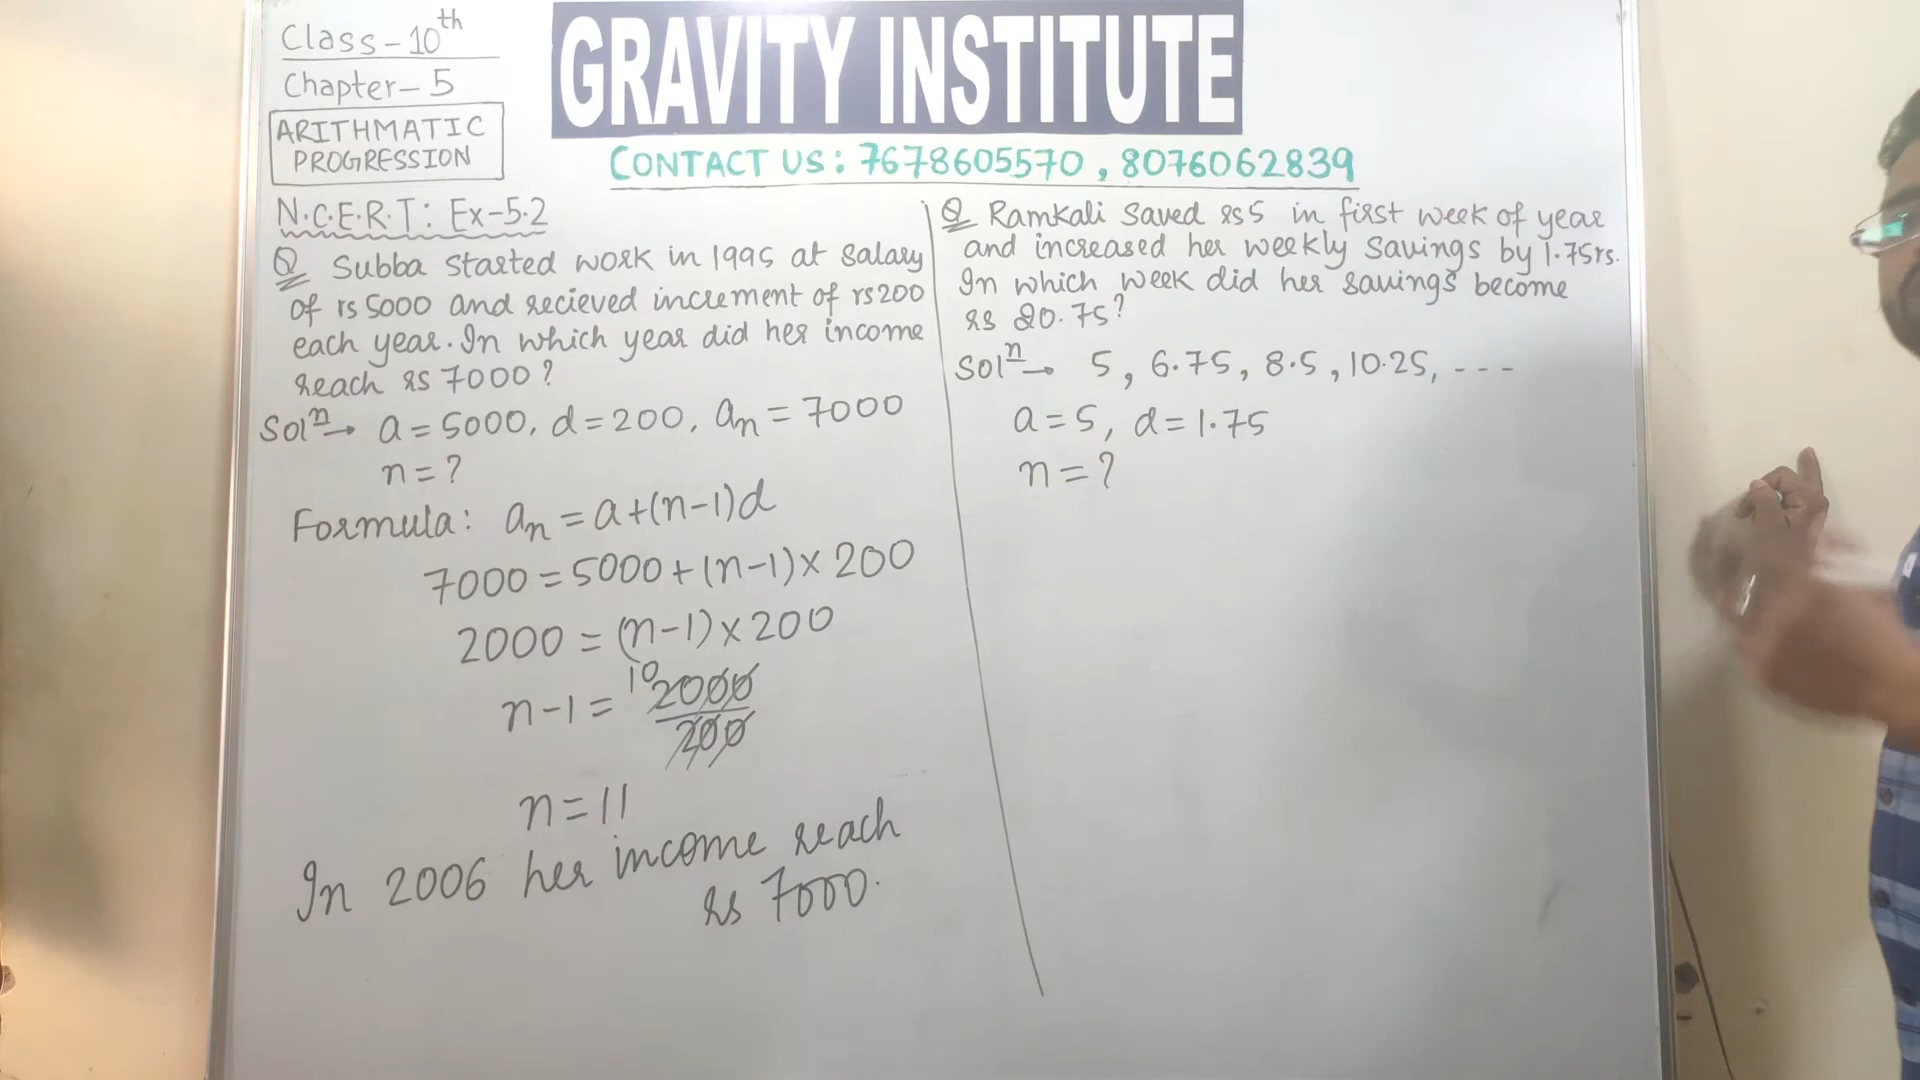 Class-10th
Chapter-5
ARITHMATIC
PROGRESSION
GRAVITY INSTITUTE
CONTACT US: 7678605570, 8076062839
N.C.E.R.T: Ex-5.2
Q Subba started work in 1995 at salary
of rs 5000 and recieved increment of rs 200
each year. In which year did her income
reach rs 7000?
Soln→ a=5000, d=200, an=7000
n=?
Formula: an=a+(n-1)d
7000=5000+(n-1)×200
2000=(n-1)×200
n-1= 10 2000
200
n=11
In 2006 her income reach
rs 7000.
Q Ramkali saved rs 5 in first week of year
and increased her weekly savings by 1.75rs.
In which week did her savings become
rs 20.75?
Soln→ 5, 6.75, 8.5, 10.25, ---
a=5, d=1.75
n=?